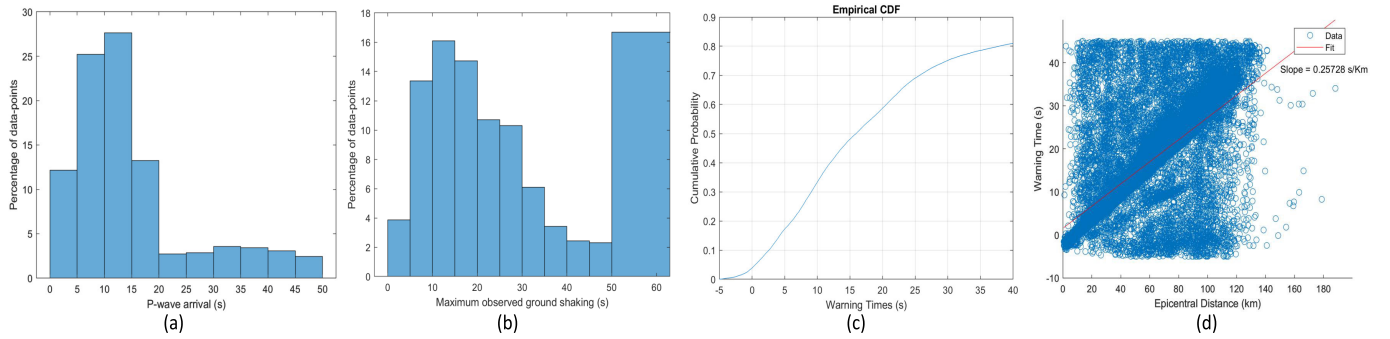 30
25
20
15
10
5
0
Percentage of data-points
0 5 10 15 20 25 30 35 40 45 50
P-wave arrival (s)
(a)
18
16
14
12
10
8
6
4
2
0
Percentage of data-points
0 10 20 30 40 50 60
Maximum observed ground shaking (s)
(b)
Empirical CDF
0.9
0.8
0.7
0.6
0.5
0.4
0.3
0.2
0.1
0
Cumulative Probability
-5 0 5 10 15 20 25 30 35 40
Warning Times (s)
(c)
40
30
20
10
0
-10
Warning Time (s)
Data
Fit
Slope = 0.25728 s/Km
0 20 40 60 80 100 120 140 160 180
Epicentral Distance (km)
(d)